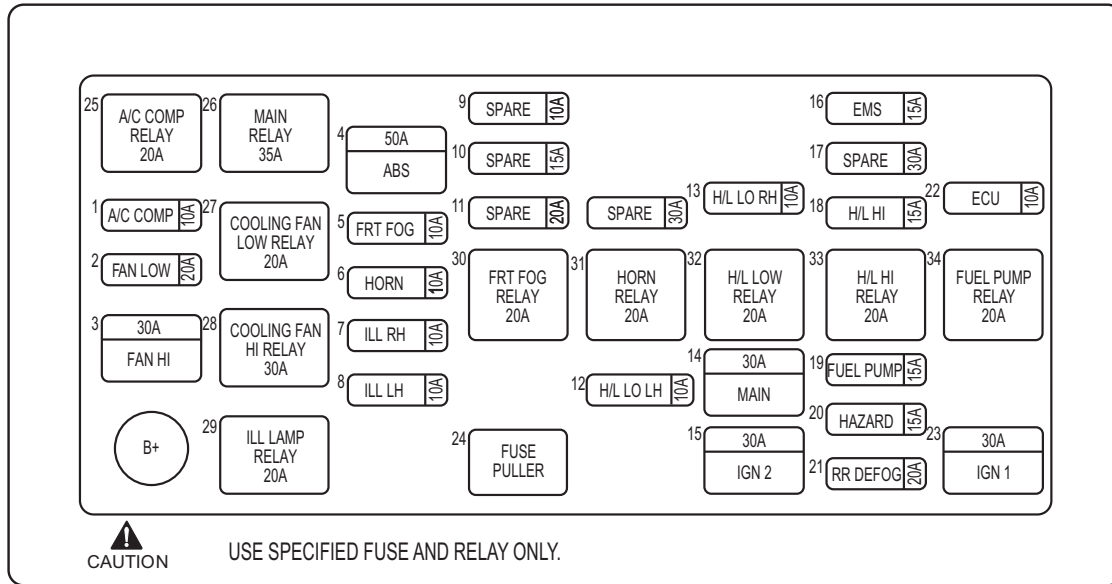 25 A/C COMP RELAY 20A
26 MAIN RELAY 35A
4 50A ABS
9 SPARE 10A
16 EMS 15A
10 SPARE 15A
17 SPARE 30A
1 A/C COMP 10A
27 COOLING FAN LOW RELAY 20A
5 FRT FOG 10A
11 SPARE 20A
SPARE 30A
13 H/L LO RH 10A
18 H/L HI 15A
22 ECU 10A
2 FAN LOW 20A
6 HORN 10A
30 FRT FOG RELAY 20A
31 HORN RELAY 20A
32 H/L LOW RELAY 20A
33 H/L HI RELAY 20A
34 FUEL PUMP RELAY 20A
3 30A FAN HI
28 COOLING FAN HI RELAY 30A
7 ILL RH 10A
8 ILL LH 10A
12 H/L LO LH 10A
14 30A MAIN
19 FUEL PUMP 15A
20 HAZARD 15A
B+
29 ILL LAMP RELAY 20A
24 FUSE PULLER
15 30A IGN 2
21 RR DEFOG 20A
23 30A IGN 1
CAUTION
USE SPECIFIED FUSE AND RELAY ONLY.